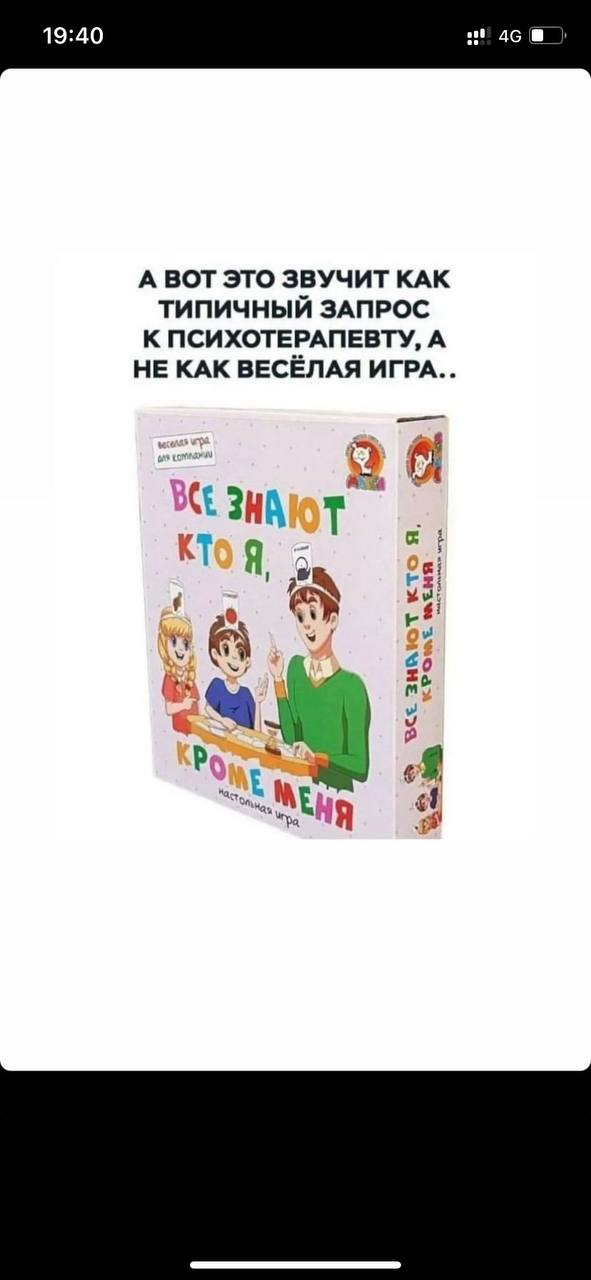 19:40
4G
А ВОТ ЭТО ЗВУЧИТ КАК
ТИПИЧНЫЙ ЗАПРОС
К ПСИХОТЕРАПЕВТУ, А
НЕ КАК ВЕСЁЛАЯ ИГРА..
веселая игра
для компании
ВСЕ ЗНАЮТ
КТО Я,
КРОМЕ МЕНЯ
настольная игра
ВСЕ ЗНАЮТ КТО Я,
КРОМЕ МЕНЯ
настольная игра